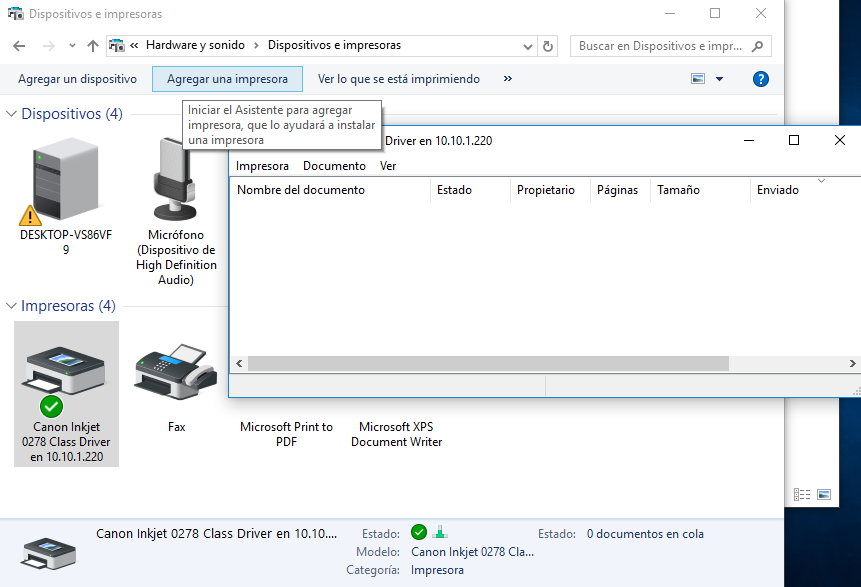 Dispositivos e impresoras
« Hardware y sonido > Dispositivos e impresoras
Buscar en Dispositivos e impr...
Agregar un dispositivo Agregar una impresora Ver lo que se está imprimiendo »
?
Iniciar el Asistente para agregar
impresora, que lo ayudará a instalar
una impresora
Dispositivos (4)
DESKTOP-VS86VF
9
Micrófono
(Dispositivo de
High Definition
Audio)
Driver en 10.10.1.220
Impresora Documento Ver
Nombre del documento Estado Propietario Páginas Tamaño Enviado
Impresoras (4)
Canon Inkjet
0278 Class Driver
en 10.10.1.220
Fax
Microsoft Print to
PDF
Microsoft XPS
Document Writer
Canon Inkjet 0278 Class Driver en 10.10....
Estado:
Estado: 0 documentos en cola
Modelo: Canon Inkjet 0278 Cla...
Categoría: Impresora